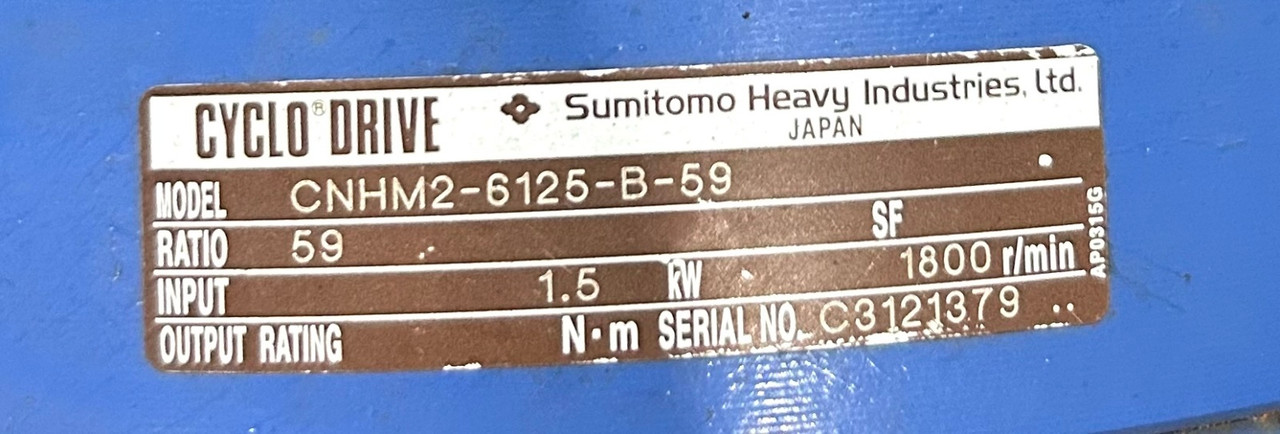 CYCLO® DRIVE Sumitomo Heavy Industries, Ltd.
JAPAN
MODEL CNHM2-6125-B-59
RATIO 59 SF
INPUT 1.5 kW 1800 r/min
OUTPUT RATING N·m SERIAL NO. C3121379
AP0315G